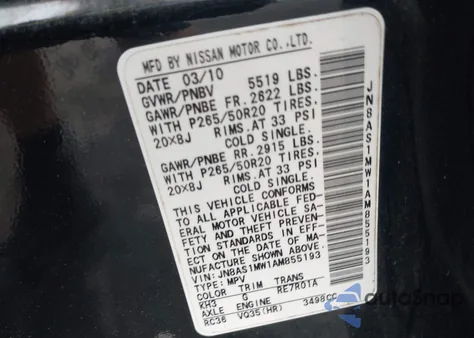 MFD BY NISSAN MOTOR CO.,LTD.
DATE 03/10
GVWR/PNBV 5519 LBS.
GAWR/PNBE FR. 2622 LBS.
WITH P265/50R20 TIRES.
20X8J RIMS.AT 33 PSI
COLD SINGLE.
GAWR/PNBE RR. 2915 LBS.
WITH P265/50R20 TIRES.
20X8J RIMS.AT 33 PSI
COLD SINGLE.
THIS VEHICLE CONFORMS
TO ALL APPLICABLE FED-
ERAL MOTOR VEHICLE SA-
FETY AND THEFT PREVEN-
TION STANDARDS IN EFF-
ECT ON THE DATE OF MA-
NUFACTURE SHOWN ABOVE.
VIN: JN8AS1MW1AM855193
TYPE: MPV
COLOR TRIM TRANS
KH3 G RE7R01A
AXLE ENGINE
RC38 VQ35(HR) 3498CC
JN8AS1MW1AM855193
AutoSnap